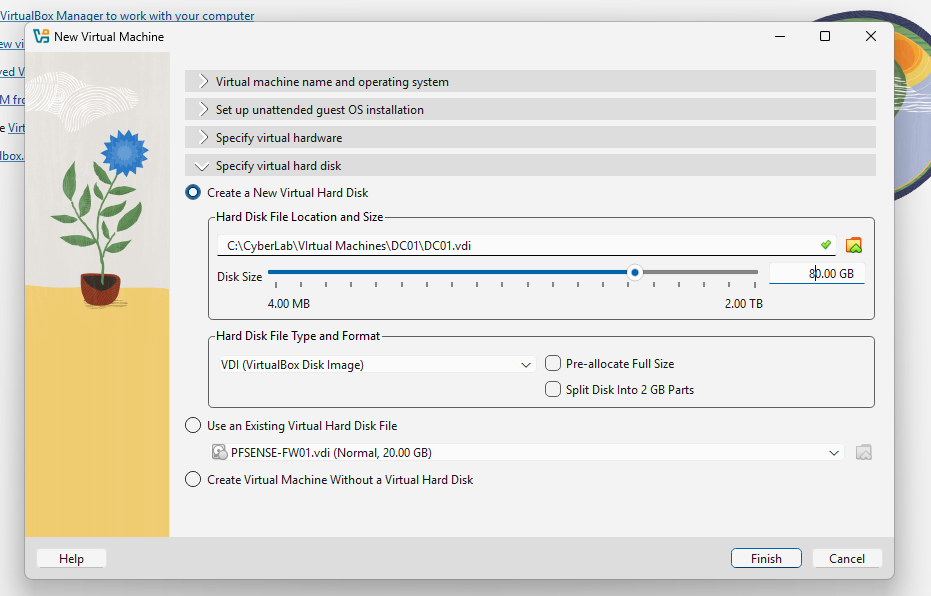 VirtualBox Manager to work with your computer
New Virtual Machine
Virtual machine name and operating system
Set up unattended guest OS installation
Specify virtual hardware
Specify virtual hard disk
Create a New Virtual Hard Disk
Hard Disk File Location and Size
C:\CyberLab\VIrtual Machines\DC01\DC01.vdi
Disk Size
80.00 GB
4.00 MB
2.00 TB
Hard Disk File Type and Format
VDI (VirtualBox Disk Image)
Pre-allocate Full Size
Split Disk Into 2 GB Parts
Use an Existing Virtual Hard Disk File
PFSENSE-FW01.vdi (Normal, 20.00 GB)
Create Virtual Machine Without a Virtual Hard Disk
Help
Finish
Cancel